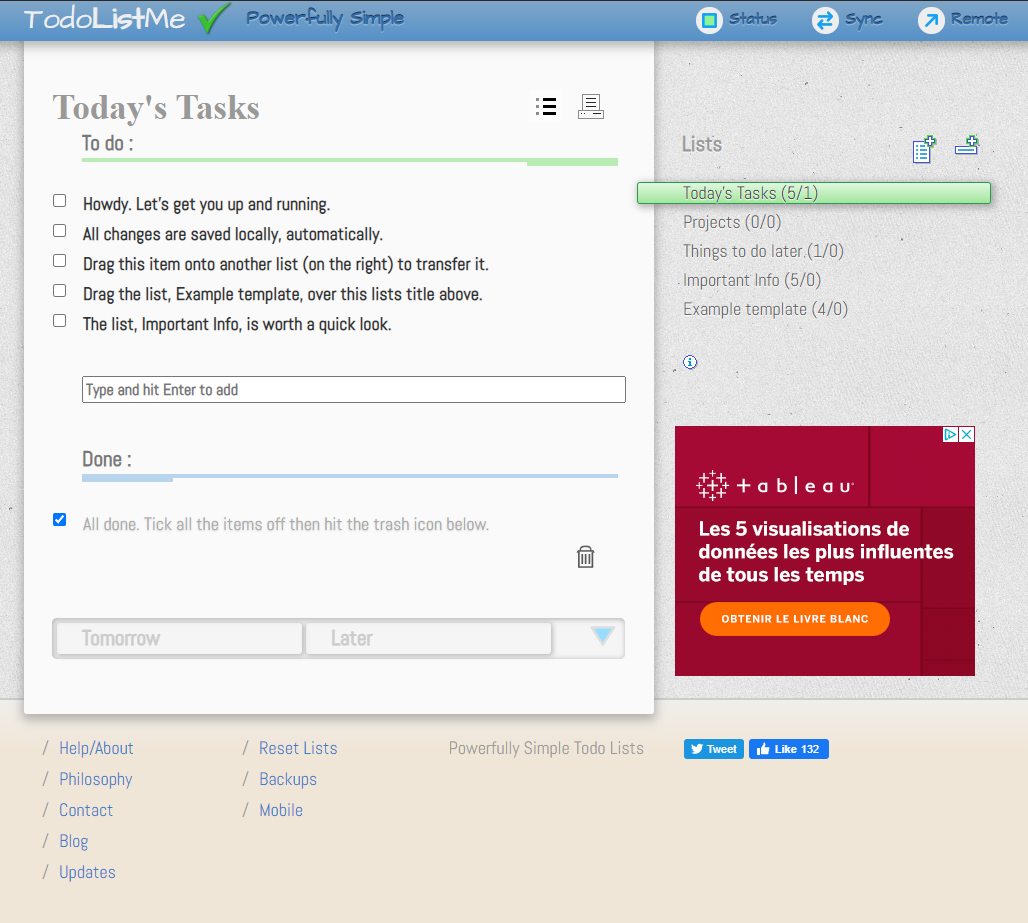 TodoListMe Powerfully Simple Status Sync Remote
Today's Tasks
To do :
Howdy. Let's get you up and running.
All changes are saved locally, automatically.
Drag this item onto another list (on the right) to transfer it.
Drag the list, Example template, over this lists title above.
The list, Important Info, is worth a quick look.
Type and hit Enter to add
Done :
All done. Tick all the items off then hit the trash icon below.
Tomorrow Later
Lists
Today's Tasks (5/1)
Projects (0/0)
Things to do later (1/0)
Important Info (5/0)
Example template (4/0)
+ableau
Les 5 visualisations de
données les plus influentes
de tous les temps
OBTENIR LE LIVRE BLANC
/ Help/About
/ Philosophy
/ Contact
/ Blog
/ Updates
/ Reset Lists
/ Backups
/ Mobile
Powerfully Simple Todo Lists
Tweet Like 132